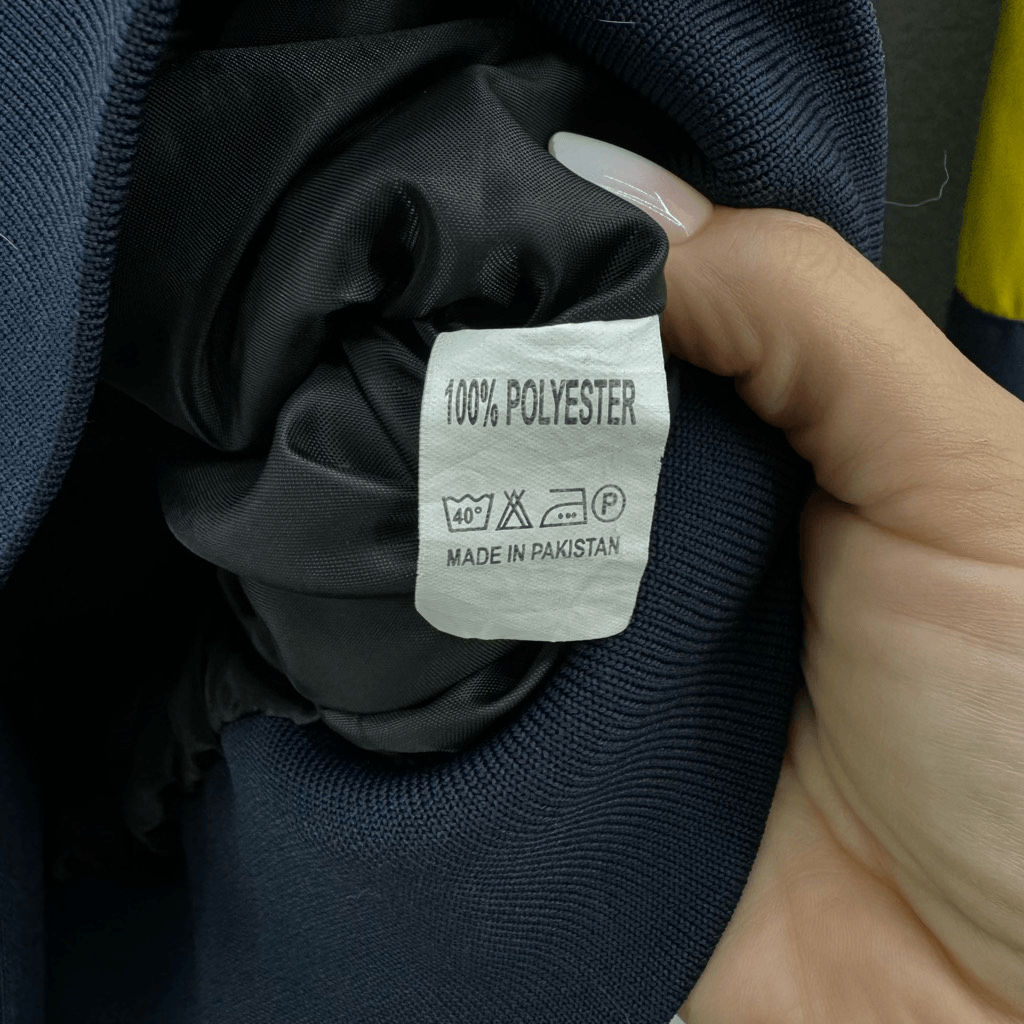 100% POLYESTER
40° P
MADE IN PAKISTAN